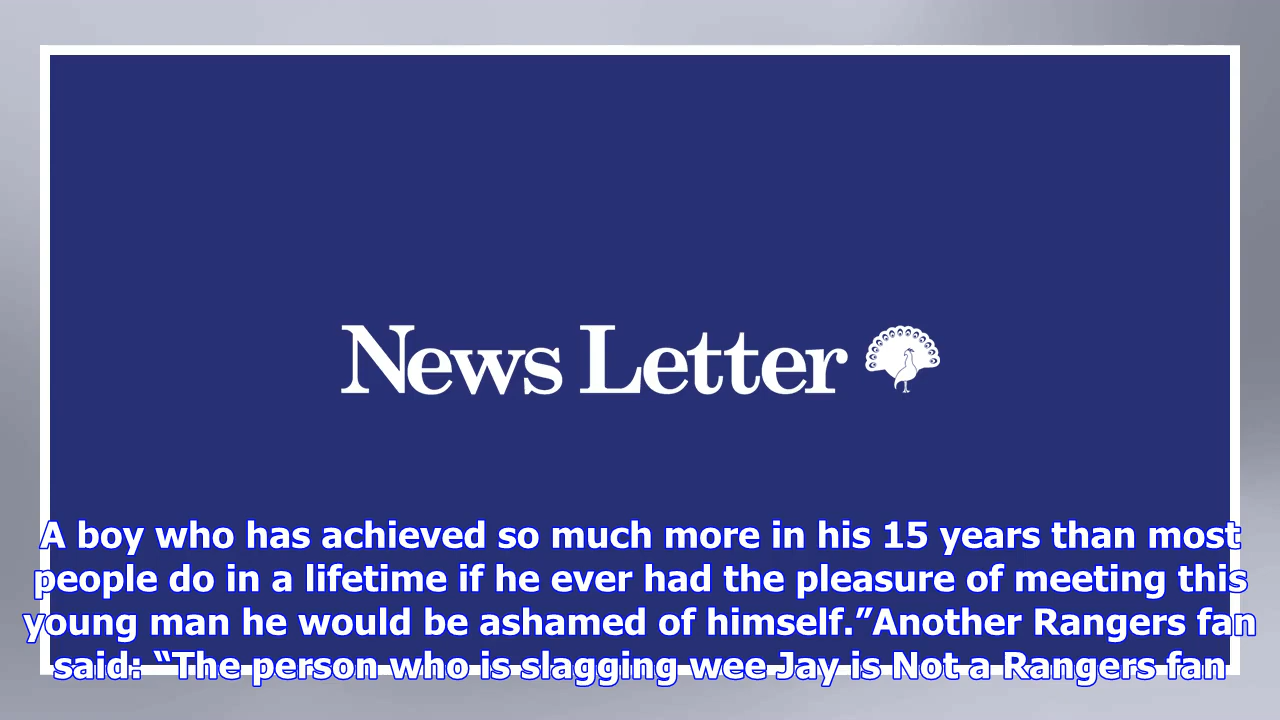 News Letter
A boy who has achieved so much more in his 15 years than most
people do in a lifetime if he ever had the pleasure of meeting this
young man he would be ashamed of himself.”Another Rangers fan
said: “The person who is slagging wee Jay is Not a Rangers fan